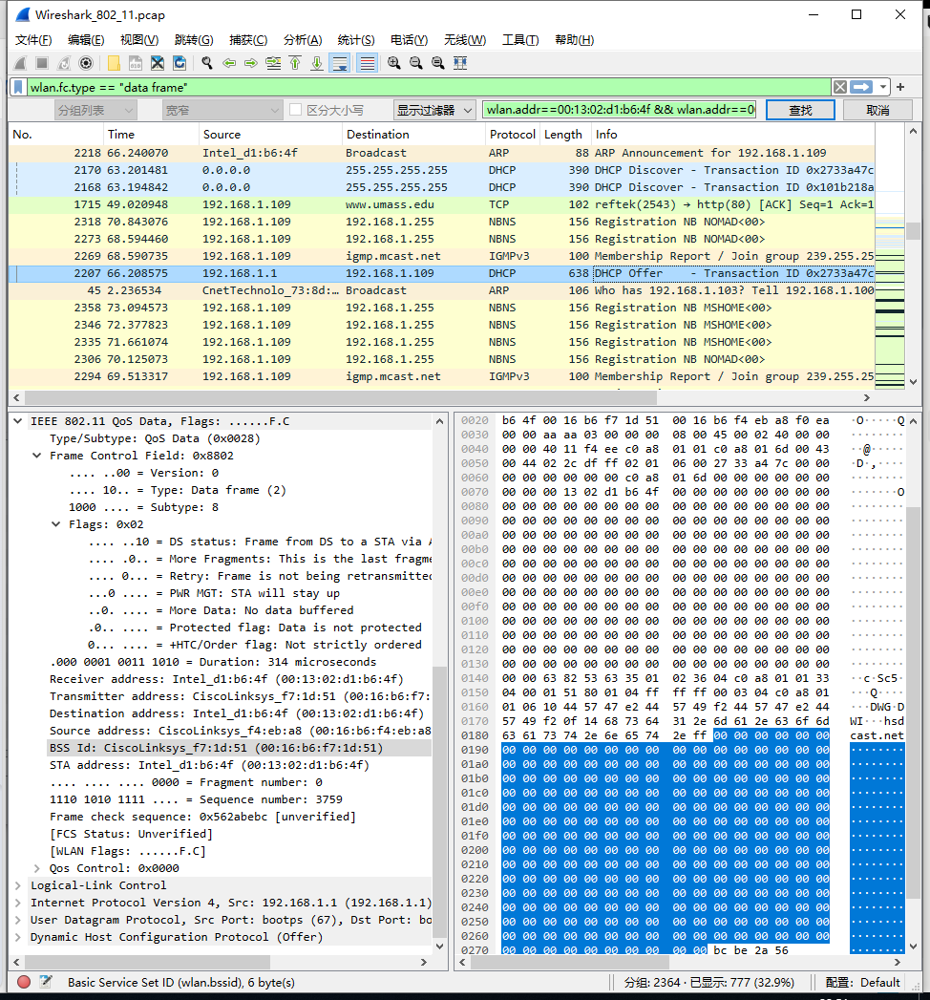 Wireshark_802_11.pcap
文件(F) 编辑(E) 视图(V) 跳转(G) 捕获(C) 分析(A) 统计(S) 电话(Y) 无线(W) 工具(T) 帮助(H)
wlan.fc.type == "data frame"
分组列表 宽窄 区分大小写 显示过滤器 wlan.addr==00:13:02:d1:b6:4f && wlan.addr==0 查找 取消
No. Time Source Destination Protocol Length Info
2218 66.240070 Intel_d1:b6:4f Broadcast ARP 88 ARP Announcement for 192.168.1.109
2170 63.201481 0.0.0.0 255.255.255.255 DHCP 390 DHCP Discover - Transaction ID 0x2733a47c
2168 63.194842 0.0.0.0 255.255.255.255 DHCP 390 DHCP Discover - Transaction ID 0x101b218a
1715 49.020948 192.168.1.109 www.umass.edu TCP 102 reftek(2543) → http(80) [ACK] Seq=1 Ack=1
2318 70.843076 192.168.1.109 192.168.1.255 NBNS 156 Registration NB NOMAD<00>
2273 68.594460 192.168.1.109 192.168.1.255 NBNS 156 Registration NB NOMAD<00>
2269 68.590735 192.168.1.109 igmp.mcast.net IGMPv3 100 Membership Report / Join group 239.255.25
2207 66.208575 192.168.1.1 192.168.1.109 DHCP 638 DHCP Offer - Transaction ID 0x2733a47c
45 2.236534 CnetTechnolo_73:8d:… Broadcast ARP 106 Who has 192.168.1.103? Tell 192.168.1.100
2358 73.094573 192.168.1.109 192.168.1.255 NBNS 156 Registration NB MSHOME<00>
2346 72.377823 192.168.1.109 192.168.1.255 NBNS 156 Registration NB MSHOME<00>
2335 71.661074 192.168.1.109 192.168.1.255 NBNS 156 Registration NB MSHOME<00>
2306 70.125073 192.168.1.109 192.168.1.255 NBNS 156 Registration NB NOMAD<00>
2294 69.513317 192.168.1.109 igmp.mcast.net IGMPv3 100 Membership Report / Join group 239.255.25
IEEE 802.11 QoS Data, Flags: ......F.C
Type/Subtype: QoS Data (0x0028)
Frame Control Field: 0x8802
.... ..00 = Version: 0
.... 10.. = Type: Data frame (2)
1000 .... = Subtype: 8
Flags: 0x02
.... ..10 = DS status: Frame from DS to a STA via A
.... .0.. = More Fragments: This is the last fragme
.... 0... = Retry: Frame is not being retransmitted
...0 .... = PWR MGT: STA will stay up
..0. .... = More Data: No data buffered
.0.. .... = Protected flag: Data is not protected
0... .... = +HTC/Order flag: Not strictly ordered
.000 0001 0011 1010 = Duration: 314 microseconds
Receiver address: Intel_d1:b6:4f (00:13:02:d1:b6:4f)
Transmitter address: CiscoLinksys_f7:1d:51 (00:16:b6:f7:
Destination address: Intel_d1:b6:4f (00:13:02:d1:b6:4f)
Source address: CiscoLinksys_f4:eb:a8 (00:16:b6:f4:eb:a8
BSS Id: CiscoLinksys_f7:1d:51 (00:16:b6:f7:1d:51)
STA address: Intel_d1:b6:4f (00:13:02:d1:b6:4f)
.... .... .... 0000 = Fragment number: 0
1110 1010 1111 .... = Sequence number: 3759
Frame check sequence: 0x562abebc [unverified]
[FCS Status: Unverified]
[WLAN Flags: ......F.C]
Qos Control: 0x0000
Logical-Link Control
Internet Protocol Version 4, Src: 192.168.1.1 (192.168.1.1)
User Datagram Protocol, Src Port: bootps (67), Dst Port: bo
Dynamic Host Configuration Protocol (Offer)
0020 b6 4f 00 16 b6 f7 1d 51 00 16 b6 f4 eb a8 f0 ea ·O·····Q
0030 00 00 aa aa 03 00 00 00 08 00 45 00 02 40 00 00 ········
0040 00 00 40 11 f4 ee c0 a8 01 01 c0 a8 01 6d 00 43 ··@·····
0050 00 44 02 2c df ff 02 01 06 00 27 33 a4 7c 00 00 ·D·,····
0060 00 00 00 00 00 00 c0 a8 01 6d 00 00 00 00 00 00 ········
0070 00 00 00 13 02 d1 b6 4f 00 00 00 00 00 00 00 00 ·······O
0080 00 00 00 00 00 00 00 00 00 00 00 00 00 00 00 00 ········
0090 00 00 00 00 00 00 00 00 00 00 00 00 00 00 00 00 ········
00a0 00 00 00 00 00 00 00 00 00 00 00 00 00 00 00 00 ········
00b0 00 00 00 00 00 00 00 00 00 00 00 00 00 00 00 00 ········
00c0 00 00 00 00 00 00 00 00 00 00 00 00 00 00 00 00 ········
00d0 00 00 00 00 00 00 00 00 00 00 00 00 00 00 00 00 ········
00e0 00 00 00 00 00 00 00 00 00 00 00 00 00 00 00 00 ········
00f0 00 00 00 00 00 00 00 00 00 00 00 00 00 00 00 00 ········
0100 00 00 00 00 00 00 00 00 00 00 00 00 00 00 00 00 ········
0110 00 00 00 00 00 00 00 00 00 00 00 00 00 00 00 00 ········
0120 00 00 00 00 00 00 00 00 00 00 00 00 00 00 00 00 ········
0130 00 00 00 00 00 00 00 00 00 00 00 00 00 00 00 00 ········
0140 00 00 63 82 53 63 35 01 02 36 04 c0 a8 01 01 33 ··c·Sc5·
0150 04 00 01 51 80 01 04 ff ff ff 00 03 04 c0 a8 01 ···Q····
0160 01 06 10 44 57 47 e2 44 57 49 f2 44 57 47 e2 44 ···DWG·D
0170 57 49 f2 0f 14 68 73 64 31 2e 6d 61 2e 63 6f 6d WI···hsd
0180 63 61 73 74 2e 6e 65 74 2e ff 00 00 00 00 00 00 cast.net
0190 00 00 00 00 00 00 00 00 00 00 00 00 00 00 00 00 ········
01a0 00 00 00 00 00 00 00 00 00 00 00 00 00 00 00 00 ········
01b0 00 00 00 00 00 00 00 00 00 00 00 00 00 00 00 00 ········
01c0 00 00 00 00 00 00 00 00 00 00 00 00 00 00 00 00 ········
01d0 00 00 00 00 00 00 00 00 00 00 00 00 00 00 00 00 ········
01e0 00 00 00 00 00 00 00 00 00 00 00 00 00 00 00 00 ········
01f0 00 00 00 00 00 00 00 00 00 00 00 00 00 00 00 00 ········
0200 00 00 00 00 00 00 00 00 00 00 00 00 00 00 00 00 ········
0210 00 00 00 00 00 00 00 00 00 00 00 00 00 00 00 00 ········
0220 00 00 00 00 00 00 00 00 00 00 00 00 00 00 00 00 ········
0230 00 00 00 00 00 00 00 00 00 00 00 00 00 00 00 00 ········
0240 00 00 00 00 00 00 00 00 00 00 00 00 00 00 00 00 ········
0250 00 00 00 00 00 00 00 00 00 00 00 00 00 00 00 00 ········
0260 00 00 00 00 00 00 00 00 00 00 00 00 00 00 00 00 ········
0270 00 00 00 00 00 00 00 00 00 00 bc be 2a 56 ········
Basic Service Set ID (wlan.bssid), 6 byte(s) 分组: 2364 · 已显示: 777 (32.9%) 配置: Default